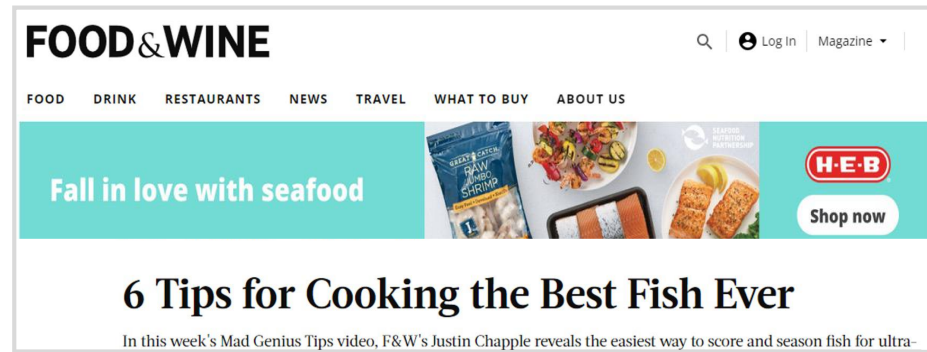 FOOD&WINE
Log In
Magazine
FOOD
DRINK
RESTAURANTS
NEWS
TRAVEL
WHAT TO BUY
ABOUT US
Fall in love with seafood
GREAT CATCH
RAW
JUMBO
SHRIMP
SEAFOOD
NUTRITION
PARTNERSHIP
H-E-B
Shop now
6 Tips for Cooking the Best Fish Ever
In this week's Mad Genius Tips video, F&W's Justin Chapple reveals the easiest way to score and season fish for ultra-